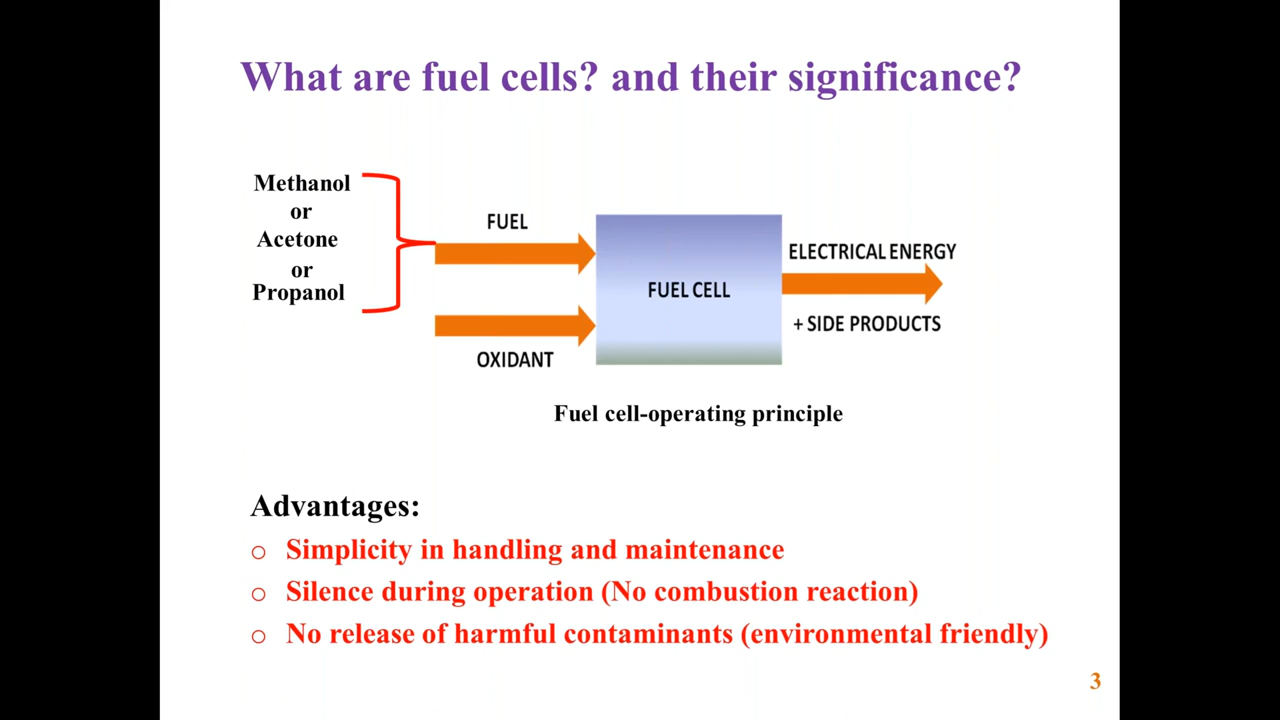 What are fuel cells? and their significance?
Methanol
or
Acetone
or
Propanol
FUEL
OXIDANT
FUEL CELL
ELECTRICAL ENERGY
+ SIDE PRODUCTS
Fuel cell-operating principle
Advantages:
o Simplicity in handling and maintenance
o Silence during operation (No combustion reaction)
o No release of harmful contaminants (environmental friendly)
3